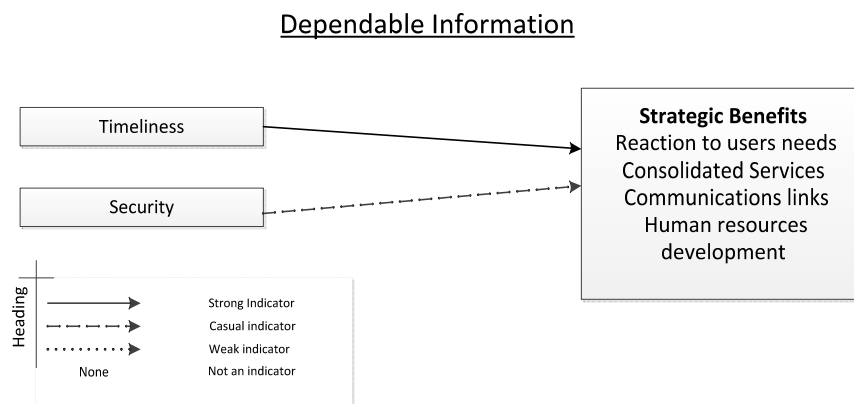 Dependable Information
Timeliness
Security
Strategic Benefits
Reaction to users needs
Consolidated Services
Communications links
Human resources
development
Heading
Strong Indicator
Casual indicator
Weak indicator
None Not an indicator